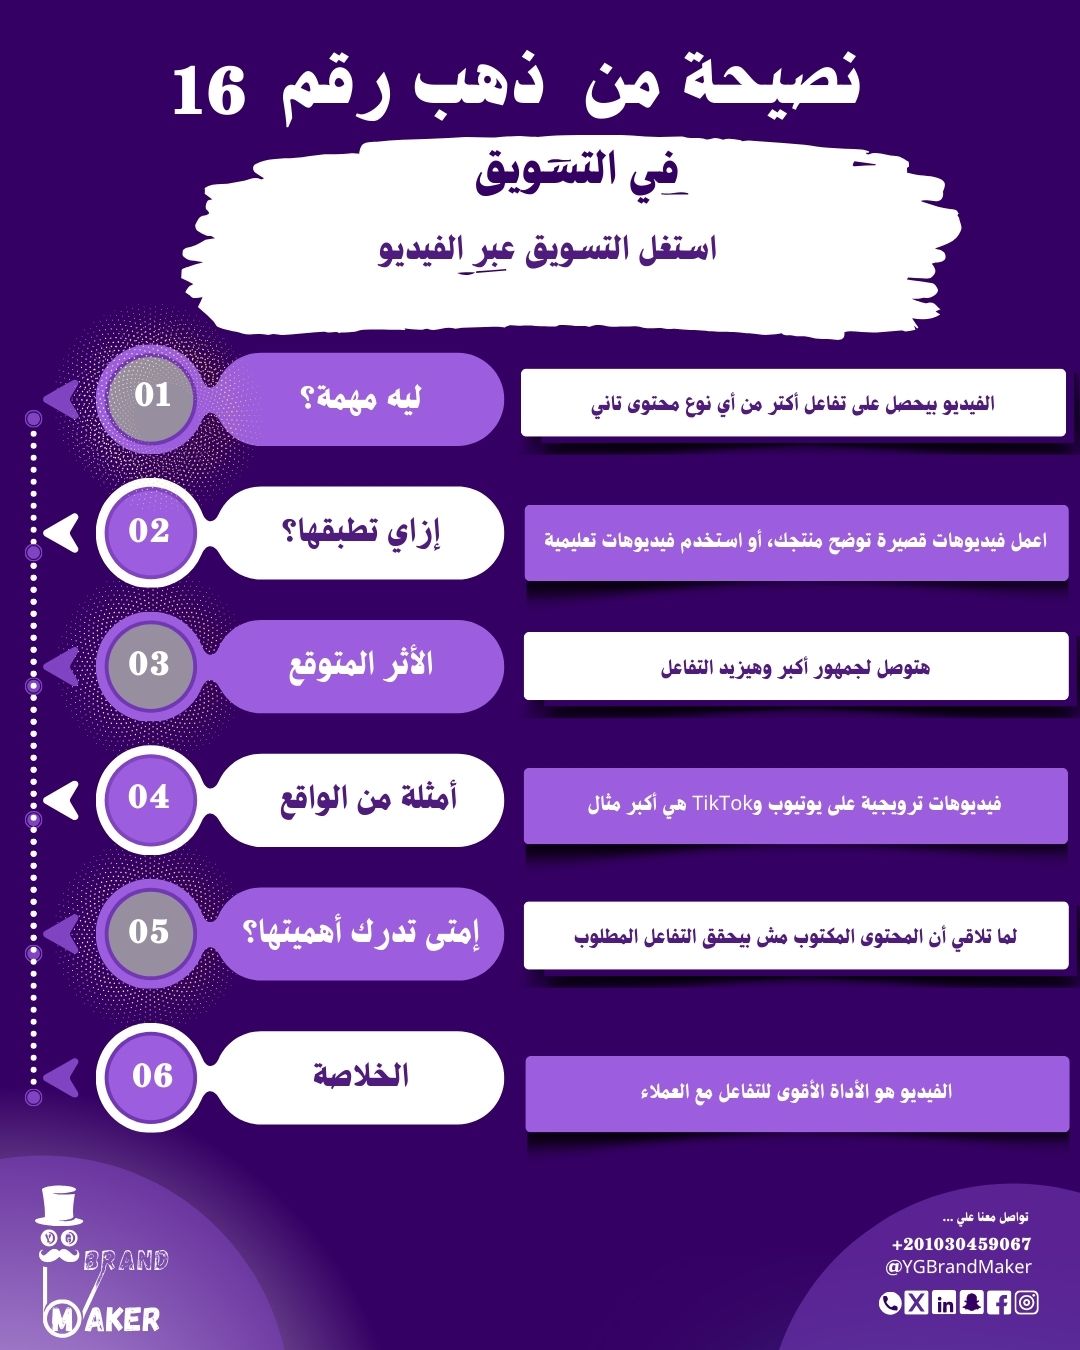 نصيحة من ذهب رقم 16
في التسويق
استغل التسويق عبر الفيديو
01
ليه مهمة؟
الفيديو بيحصل على تفاعل أكتر من أي نوع محتوى تاني
02
إزاي تطبقها؟
اعمل فيديوهات قصيرة توضح منتجك، أو استخدم فيديوهات تعليمية
03
الأثر المتوقع
هتوصل لجمهور أكبر وهيزيد التفاعل
04
أمثلة من الواقع
فيديوهات ترويجية على يوتيوب وTikTok هي أكبر مثال
05
إمتى تدرك أهميتها؟
لما تلاقي أن المحتوى المكتوب مش بيحقق التفاعل المطلوب
06
الخلاصة
الفيديو هو الأداة الأقوى للتفاعل مع العملاء
تواصل معنا علي ...
+201030459067
@YGBrandMaker
BRAND
MAKER